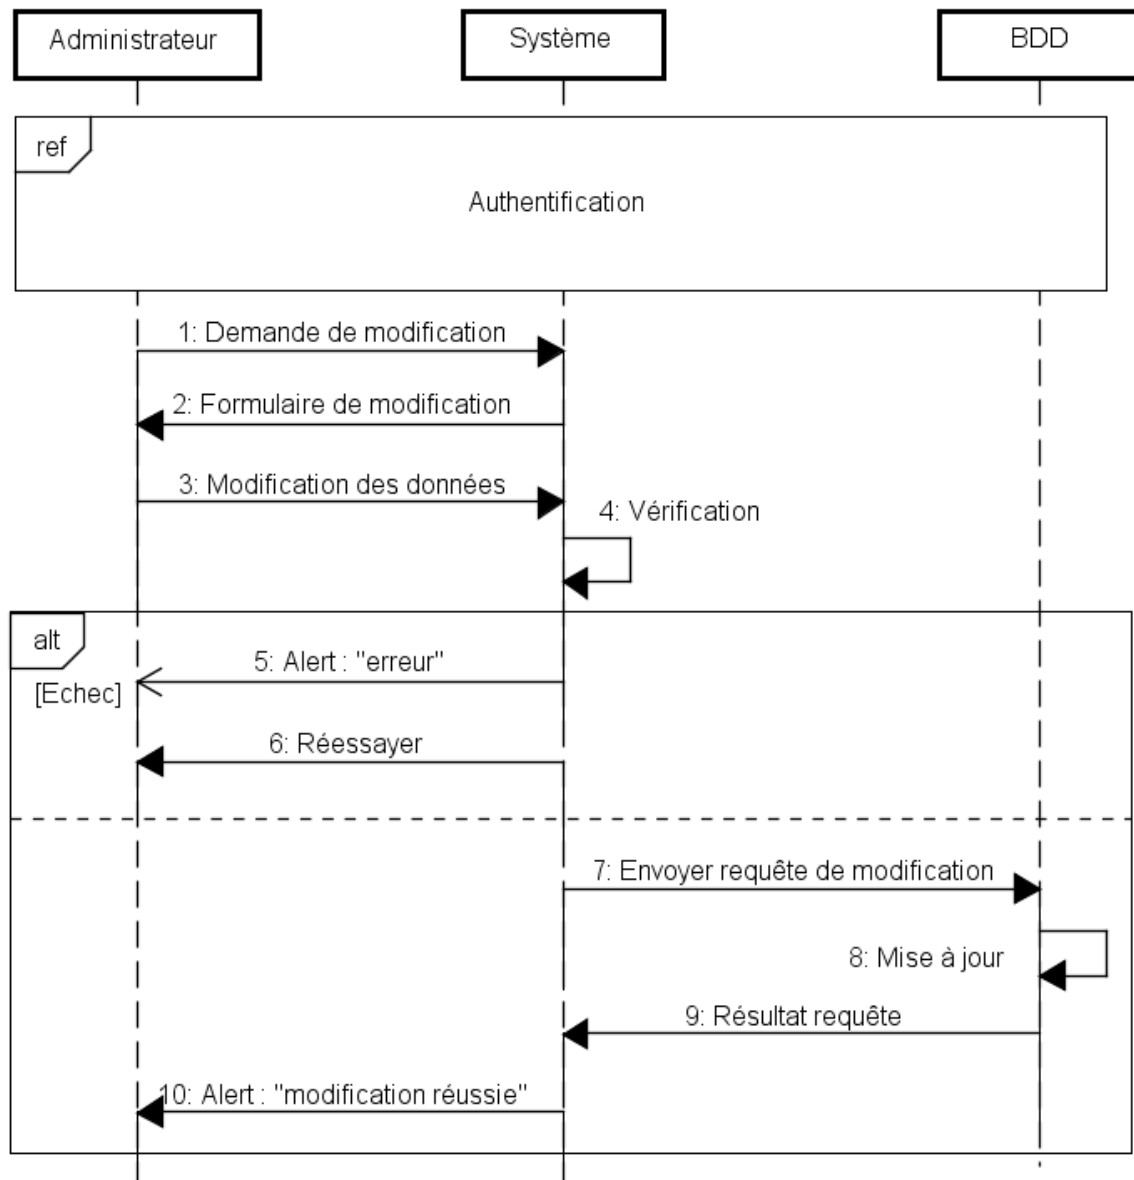 Administrateur
Système
BDD
ref
Authentification
1: Demande de modification
2: Formulaire de modification
3: Modification des données
4: Vérification
alt
5: Alert : "erreur"
[Echec]
6: Réessayer
7: Envoyer requête de modification
8: Mise à jour
9: Résultat requête
10: Alert : "modification réussie"